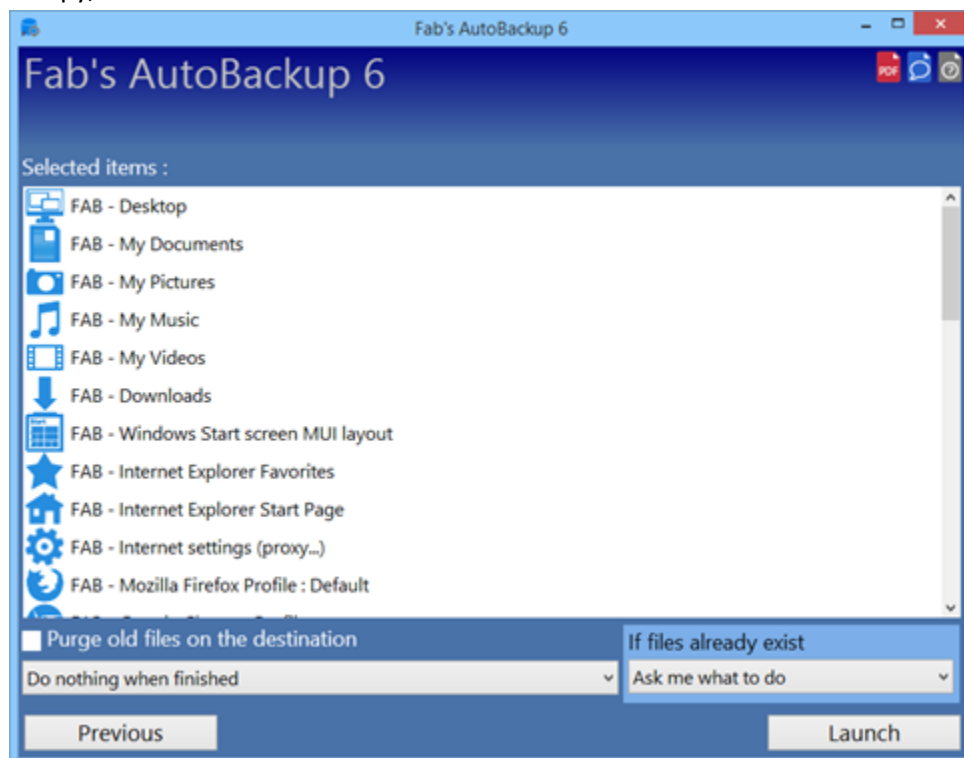 Fab's AutoBackup 6
Fab's AutoBackup 6
PDF
Selected items :
FAB - Desktop
FAB - My Documents
FAB - My Pictures
FAB - My Music
FAB - My Videos
FAB - Downloads
Start
FAB - Windows Start screen MUI layout
FAB - Internet Explorer Favorites
FAB - Internet Explorer Start Page
FAB - Internet settings (proxy...)
FAB - Mozilla Firefox Profile : Default
Purge old files on the destination
If files already exist
Do nothing when finished
Ask me what to do
Previous
Launch